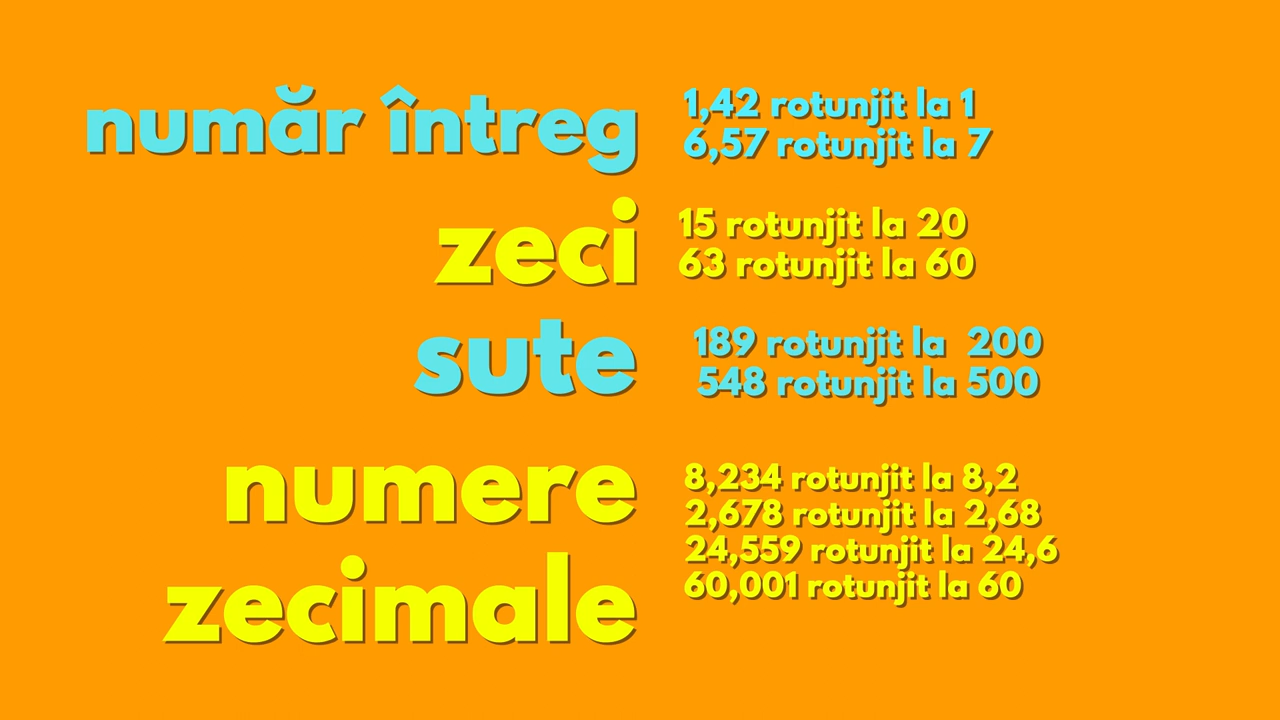 număr întreg
1,42 rotunjit la 1
6,57 rotunjit la 7
zeci
15 rotunjit la 20
63 rotunjit la 60
sute
189 rotunjit la  200
548 rotunjit la 500
numere
zecimale
8,234 rotunjit la 8,2
2,678 rotunjit la 2,68
24,559 rotunjit la 24,6
60,001 rotunjit la 60